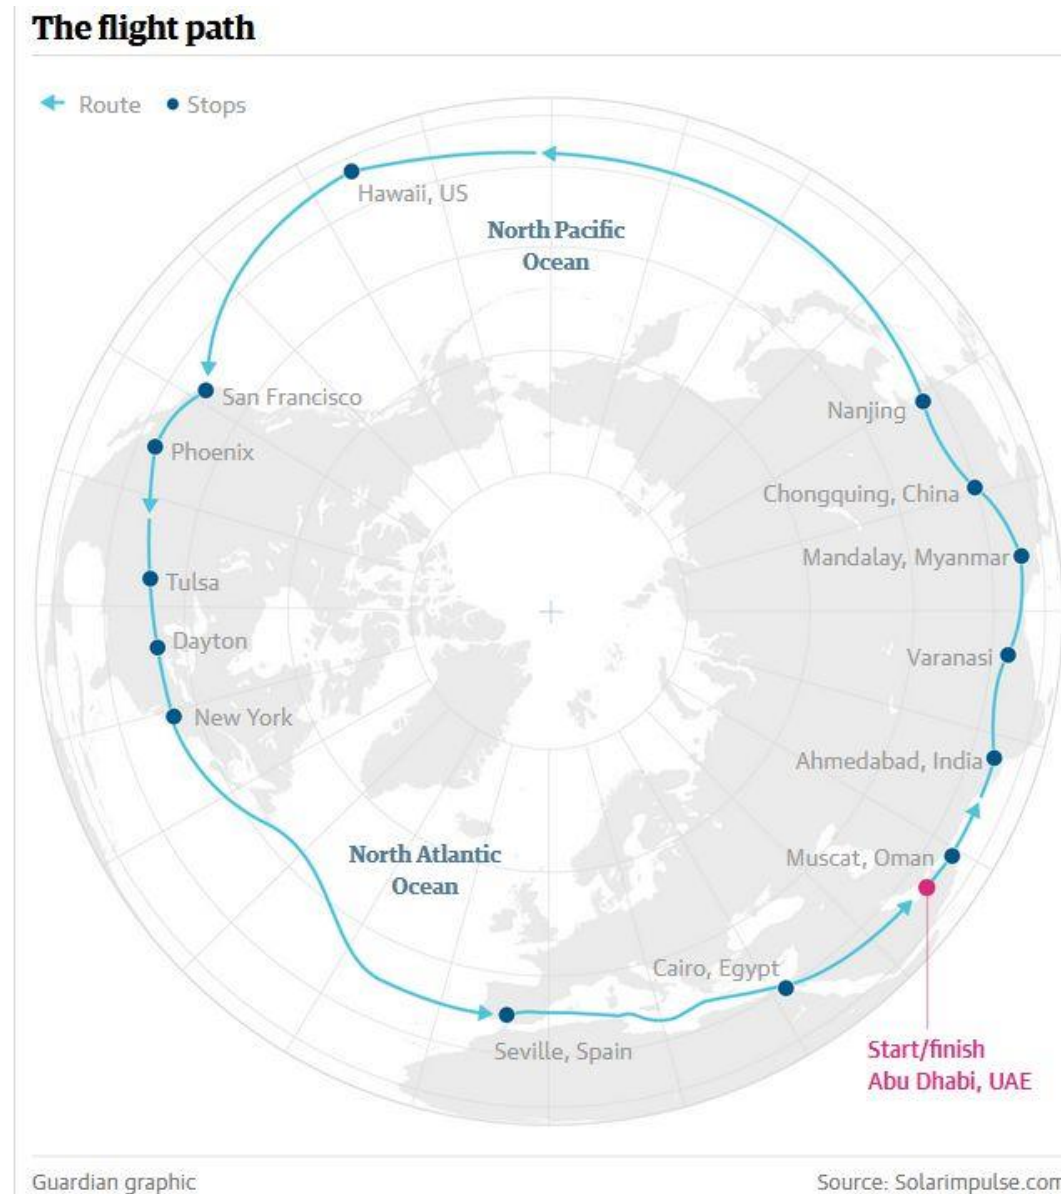 The flight path
Route
Stops
Hawaii, US
North Pacific
Ocean
San Francisco
Nanjing
Phoenix
Chongquing, China
Mandalay, Myanmar
Tulsa
Dayton
Varanasi
New York
Ahmedabad, India
North Atlantic
Ocean
Muscat, Oman
Cairo, Egypt
Seville, Spain
Start/finish
Abu Dhabi, UAE
Guardian graphic
Source: Solarimpulse.com